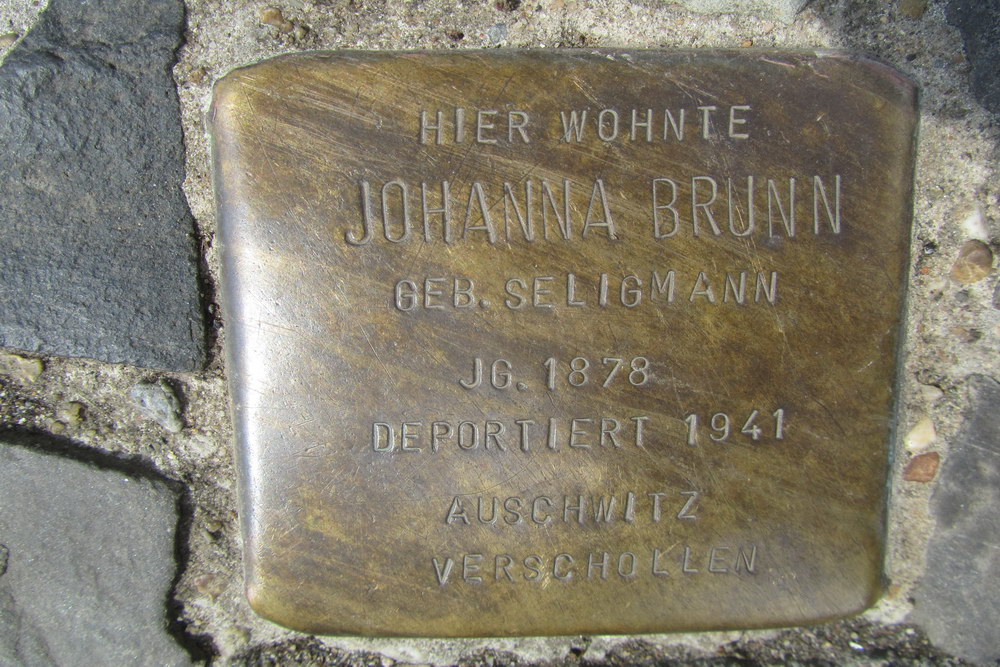 HIER WOHNTE
JOHANNA BRUNN
GEB. SELIGMANN
JG. 1878
DEPORTIERT 1941
AUSCHWITZ
VERSCHOLLEN